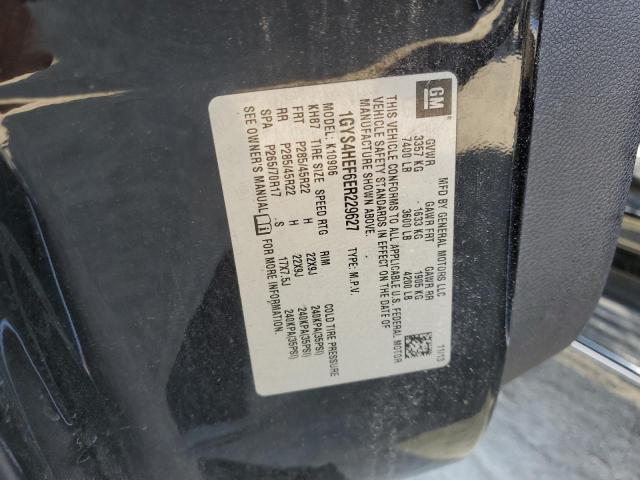 GM
MFD BY GENERAL MOTORS LLC 11/13
GVWR GAWR FRT GAWR RR
3357 KG 1633 KG 1905 KG
7400 LB 3600 LB 4200 LB
THIS VEHICLE CONFORMS TO ALL APPLICABLE U.S. FEDERAL MOTOR
VEHICLE SAFETY STANDARDS IN EFFECT ON THE DATE OF
MANUFACTURE SHOWN ABOVE.
1GYS4HEF6ER229627 TYPE: M.P.V.
MODEL: K10906
KH87 TIRE SIZE SPEED RTG RIM COLD TIRE PRESSURE
FRT P285/45R22 H 22X9J 240KPA(35PSI)
RR P285/45R22 H 22X9J 240KPA(35PSI)
SPA P265/70R17 S 17X7.5J 240KPA(35PSI)
SEE OWNER'S MANUAL FOR MORE INFORMATION.